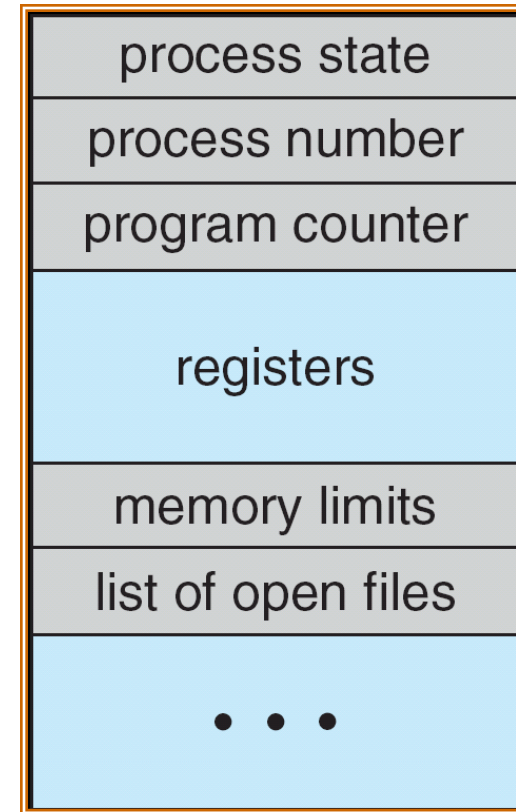 process state
process number
program counter
registers
memory limits
list of open files
• • •